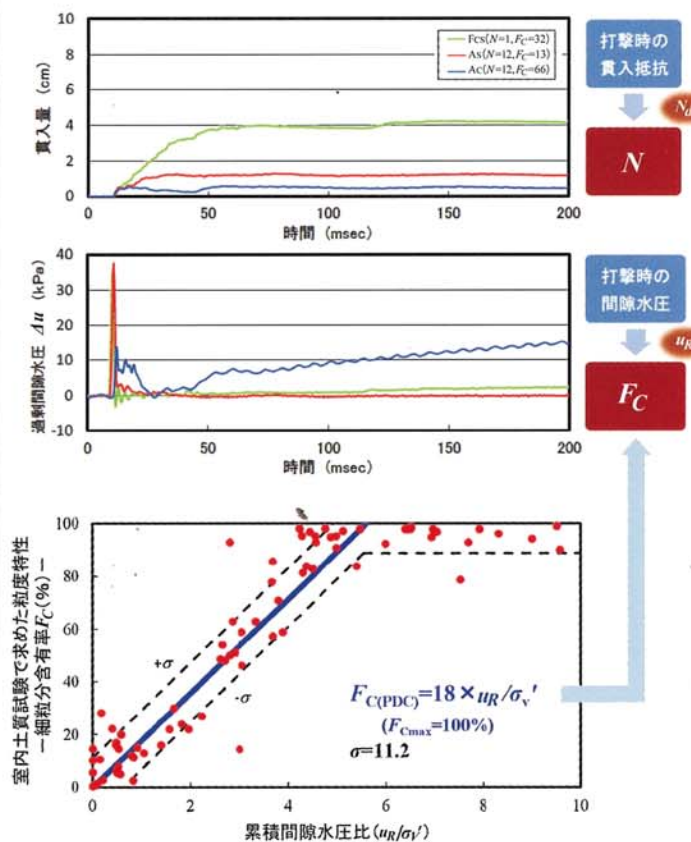 10
8
6
4
2
0
貫入量 (cm)
Fcs(N=1,FC=32)
As(N=12,FC=13)
Ac(N=12,FC=66)
0 50 100 150 200
時間 (msec)
打撃時の
貫入抵抗
Nd
N
40
30
20
10
0
-10
過剰間隙水圧 Δu (kPa)
0 50 100 150 200
時間 (msec)
打撃時の
間隙水圧
uR
FC
100
80
60
40
20
0
室内土質試験で求めた粒度特性
ー細粒分含有率FC(%)ー
+σ
-σ
FC(PDC)=18×uR/σv'
(FCmax=100%)
σ=11.2
0 2 4 6 8 10
累積間隙水圧比(uR/σV')